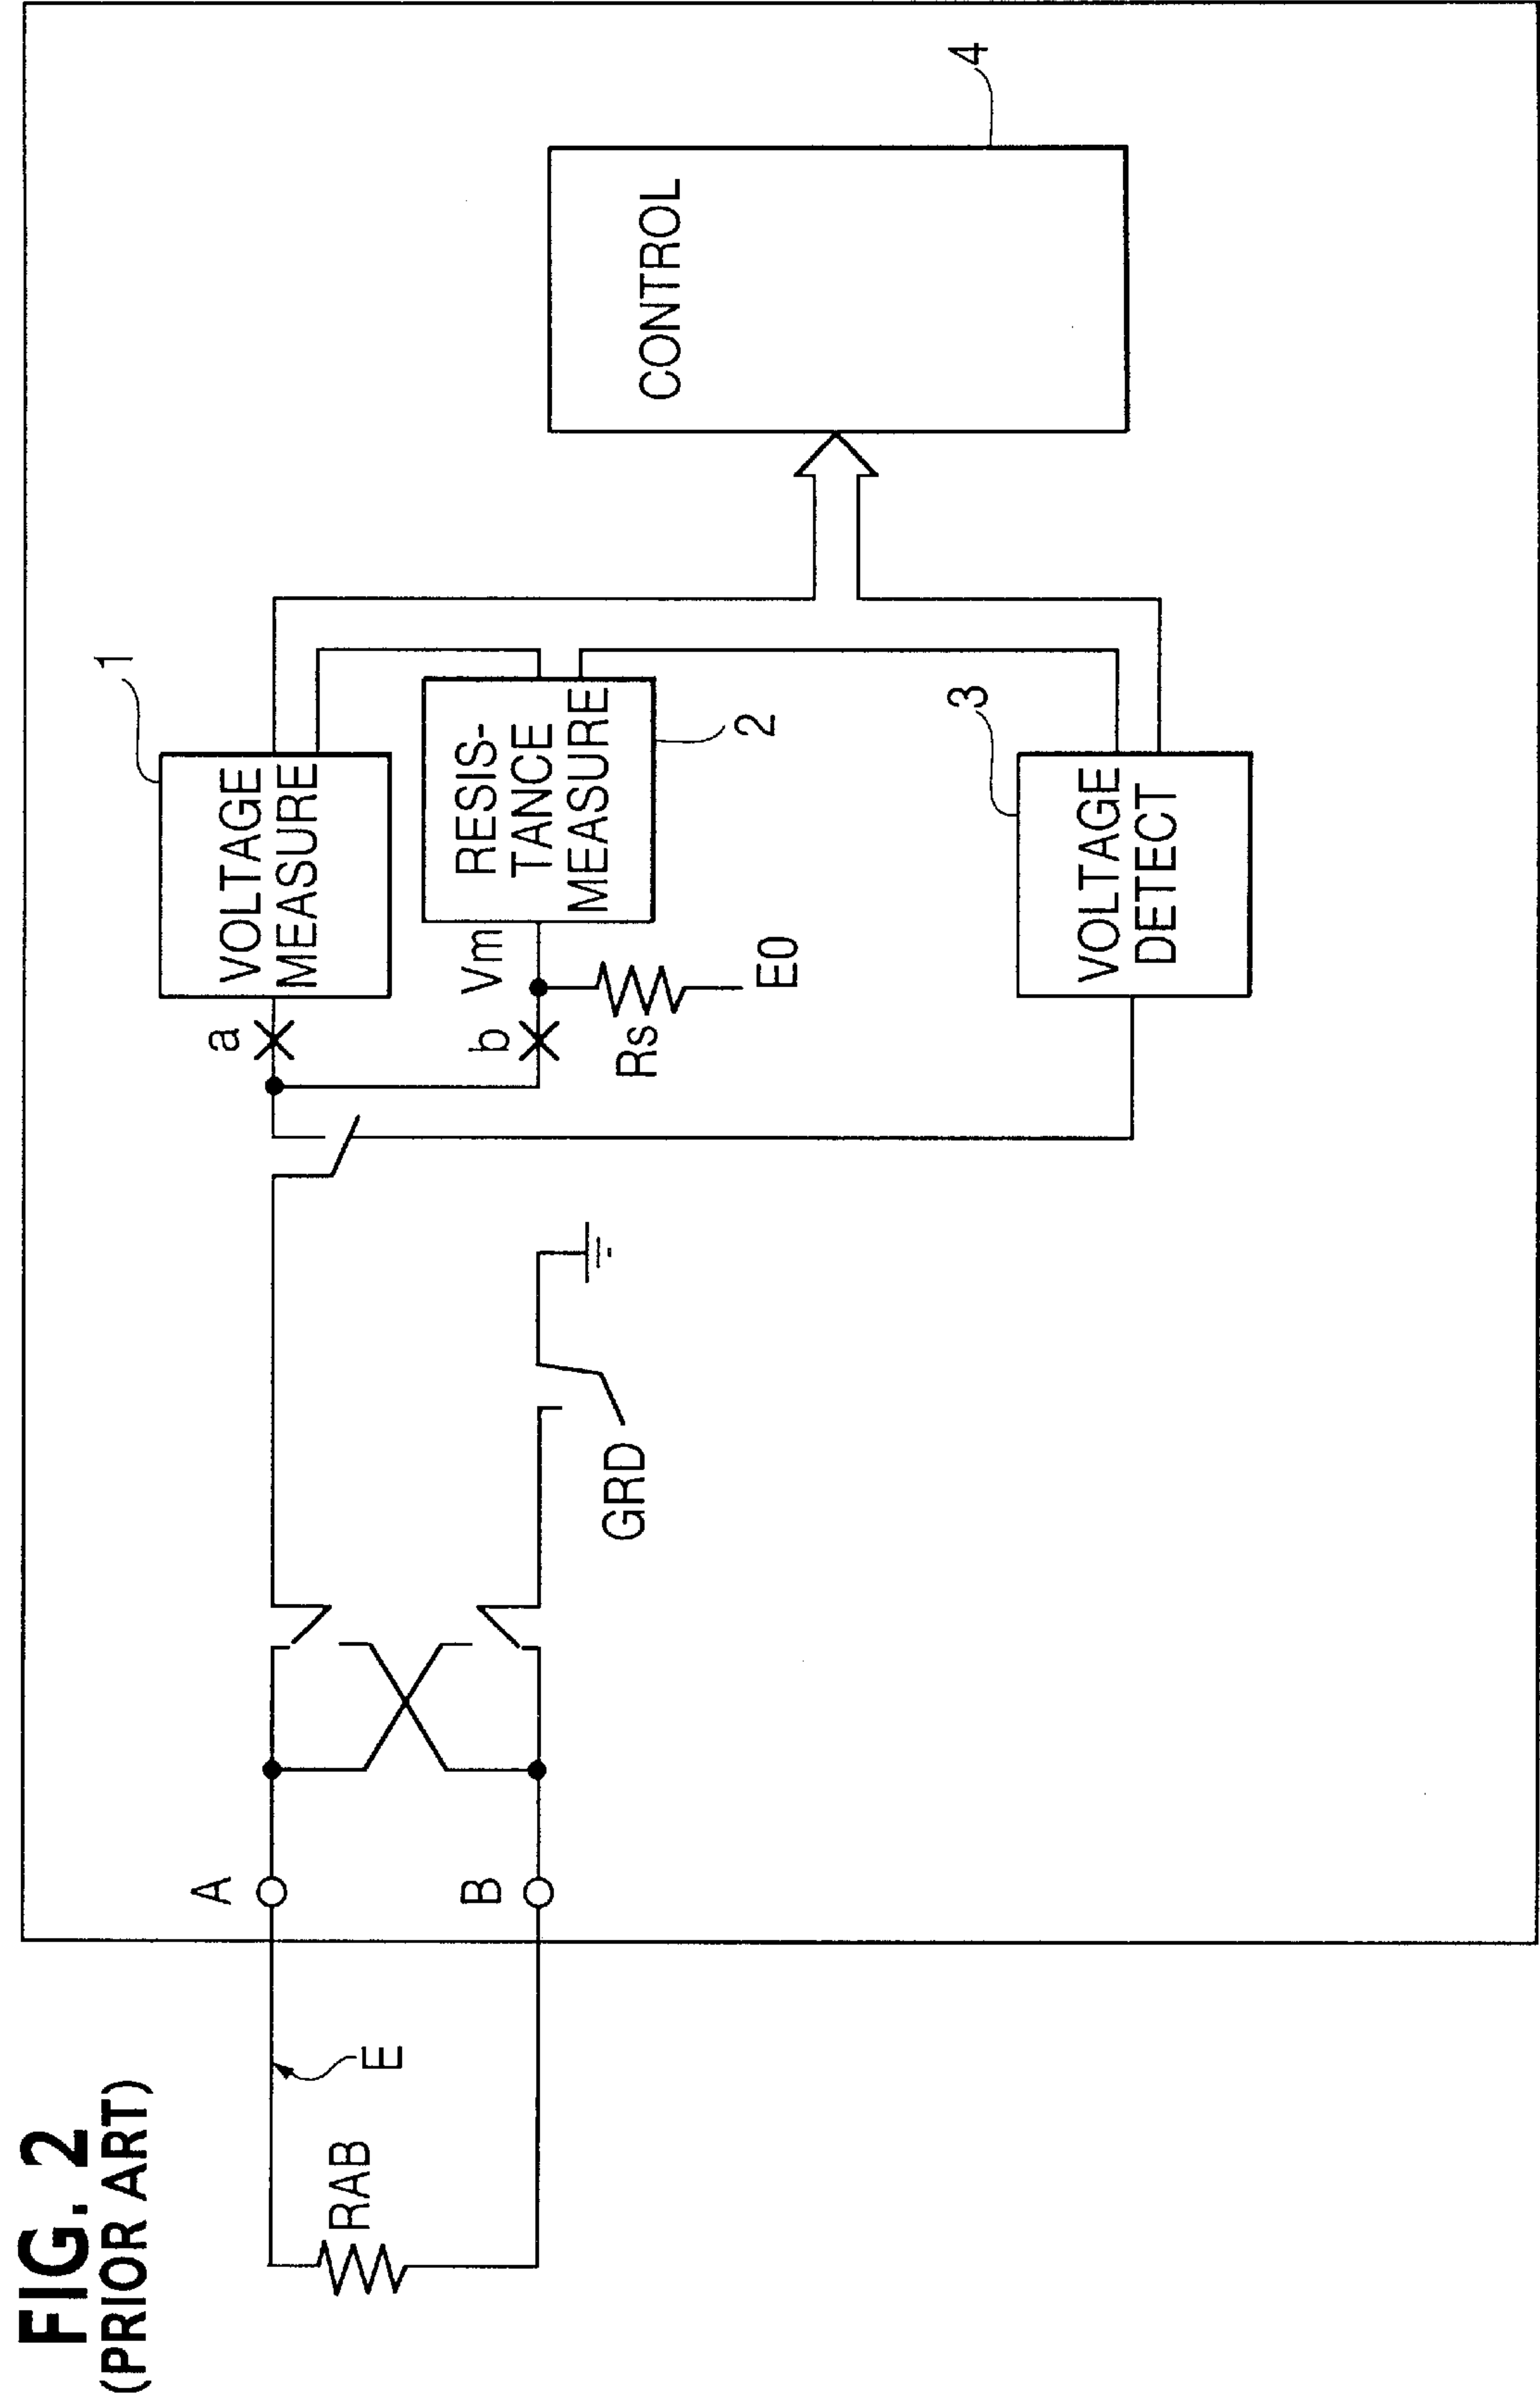 FIG. 2
(PRIOR ART)
RAB
E
A
B
GRD
a
b
Vm
Rs
E0
VOLTAGE
MEASURE
1
RESIS-
TANCE
MEASURE
2
VOLTAGE
DETECT
3
CONTROL
4